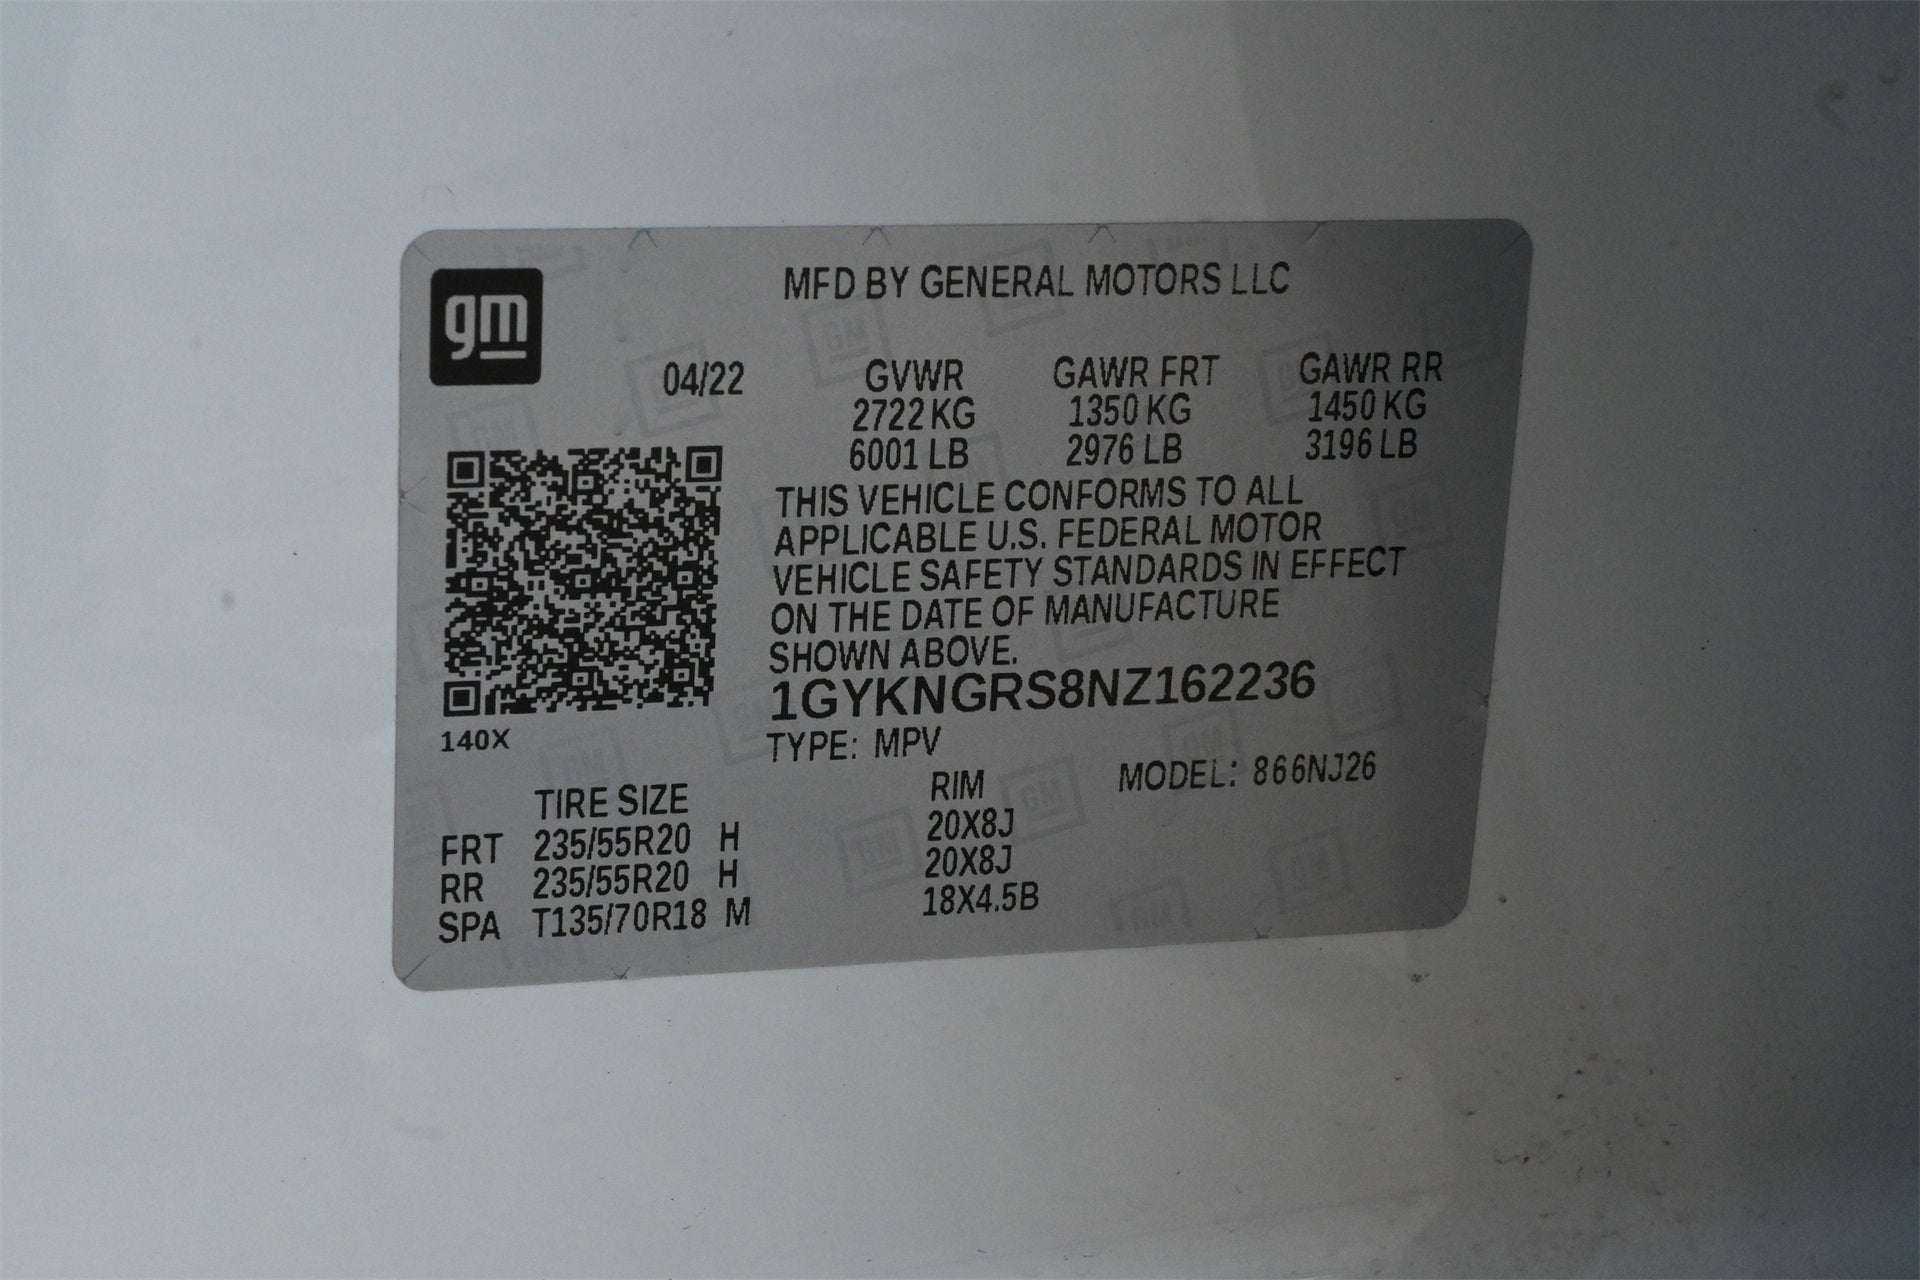 gm
MFD BY GENERAL MOTORS LLC
04/22 GVWR GAWR FRT GAWR RR
2722 KG 1350 KG 1450 KG
6001 LB 2976 LB 3196 LB
THIS VEHICLE CONFORMS TO ALL
APPLICABLE U.S. FEDERAL MOTOR
VEHICLE SAFETY STANDARDS IN EFFECT
ON THE DATE OF MANUFACTURE
SHOWN ABOVE.
1GYKNGRS8NZ162236
140X
TYPE: MPV
MODEL: 866NJ26
TIRE SIZE RIM
FRT 235/55R20 H 20X8J
RR 235/55R20 H 20X8J
SPA T135/70R18 M 18X4.5B